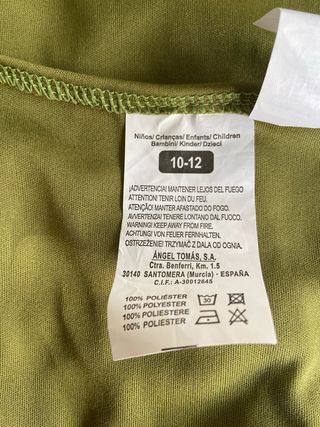 Niños/ Crianças/ Enfants/ Children
Bambini/ Kinder/ Dzieci
10-12
¡ADVERTENCIA! MANTENER LEJOS DEL FUEGO
ATTENTION! TENIR LOIN DU FEU.
ATENÇÃO! MANTER AFASTADO DO FOGO.
AVVERTENZA! TENERE LONTANO DAL FUOCO.
WARNING! KEEP AWAY FROM FIRE.
ACHTUNG! VON FEUER FERNHALTEN.
OSTRZEŻENIE! TRZYMAĆ Z DALA OD OGNIA.
ÁNGEL TOMÁS, S.A.
Ctra. Benferri, Km. 1.5
30140 SANTOMERA (Murcia) - ESPAÑA
C.I.F.: A-30012645
100% POLIÉSTER
100% POLYESTER
100% POLIESTER
100% POLIESTERE
30